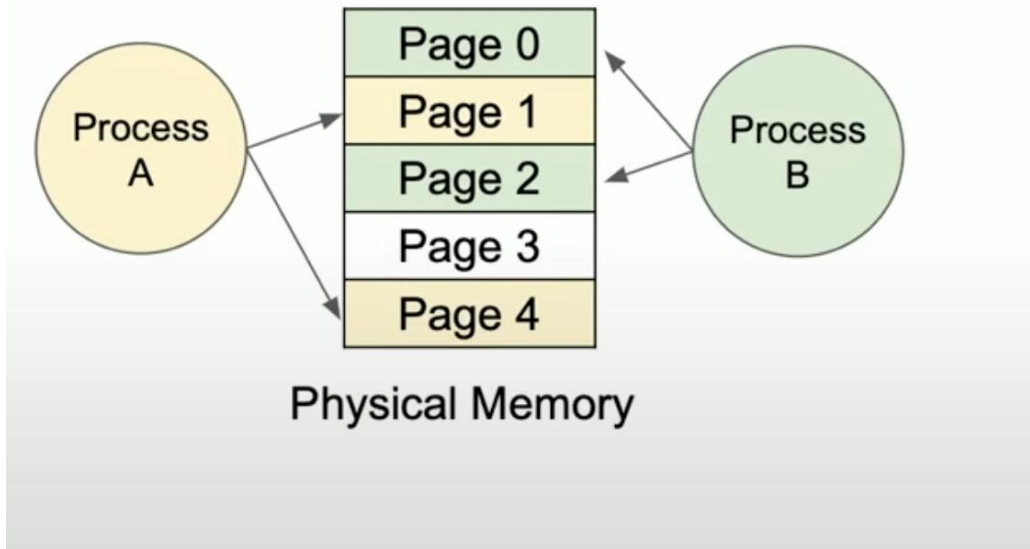 Process
A
Page 0
Page 1
Page 2
Page 3
Page 4
Process
B
Physical Memory